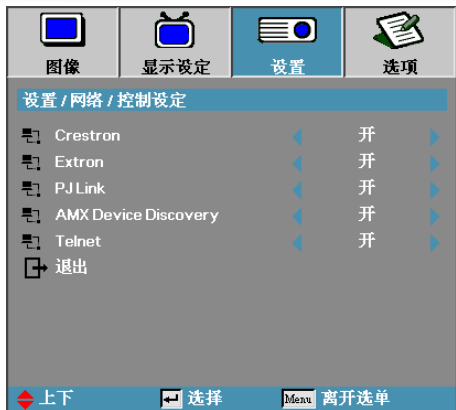 图像 显示设定 设置 选项
设置 / 网络 / 控制设定
Crestron 开
Extron 开
PJ Link 开
AMX Device Discovery 开
Telnet 开
退出
上下 选择 Menu 离开选单